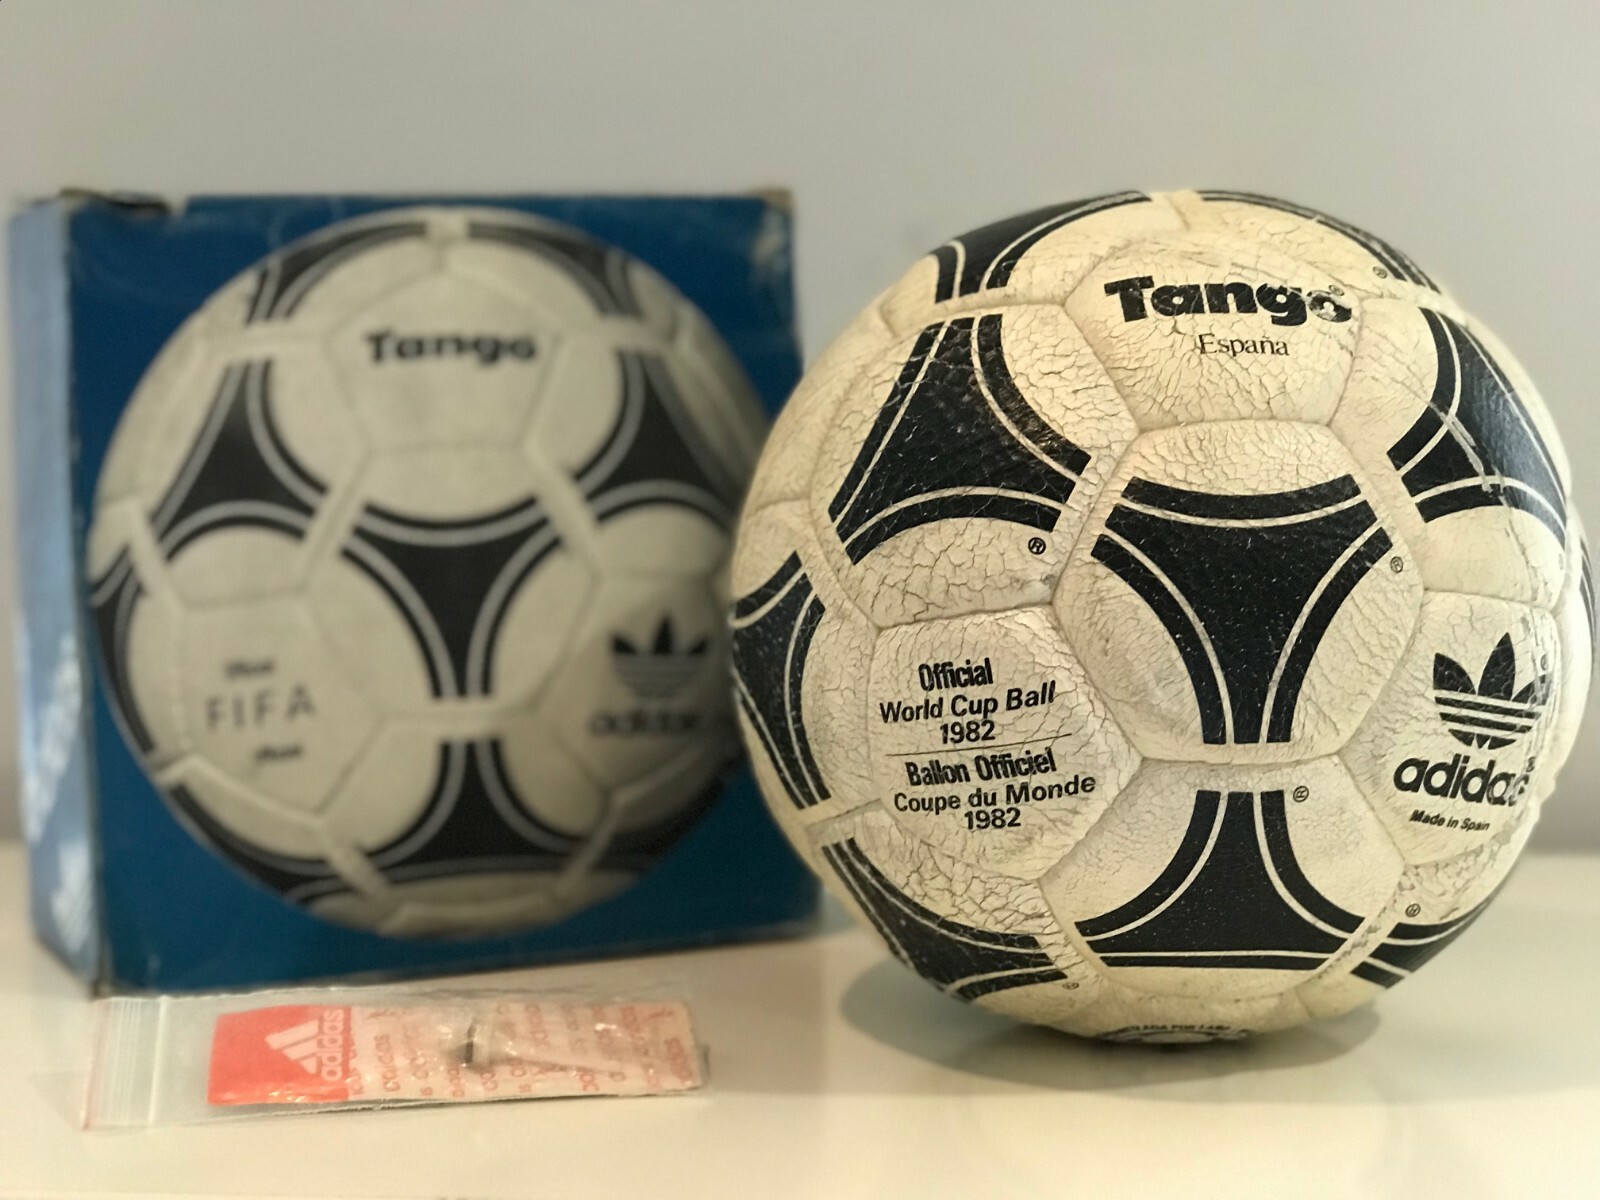 Tango
FIFA
adidas
Tango®
España
Official
World Cup Ball
1982
Ballon Officiel
Coupe du Monde
1982
adidas
Made in Spain
adidas